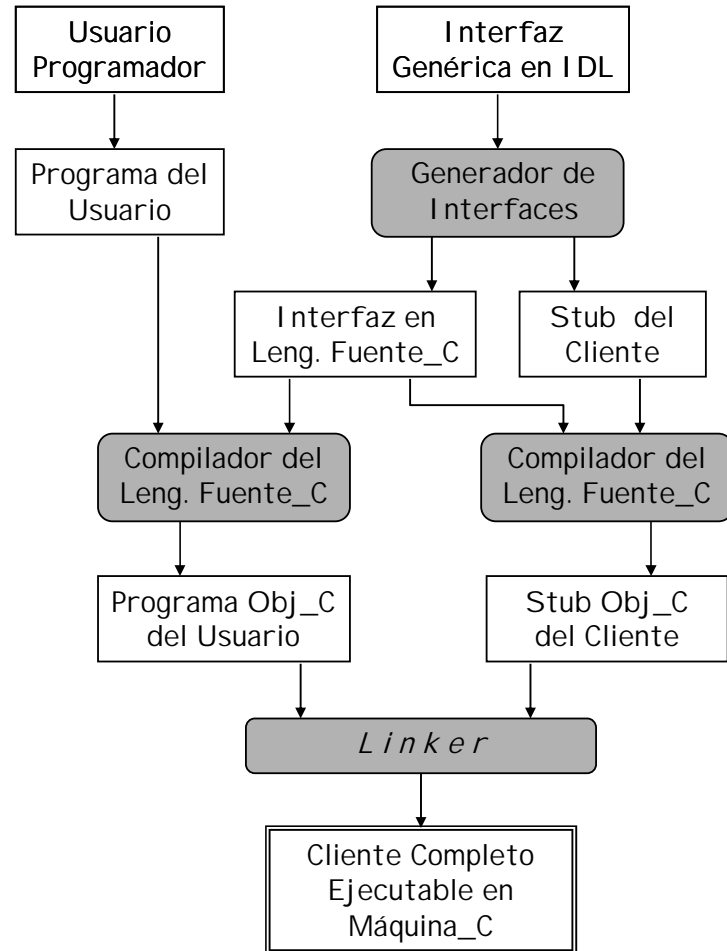 Usuario
Programador
Interfaz
Genérica en IDL
Programa del
Usuario
Generador de
Interfaces
Interfaz en
Leng. Fuente_C
Stub del
Cliente
Compilador del
Leng. Fuente_C
Compilador del
Leng. Fuente_C
Programa Obj_C
del Usuario
Stub Obj_C
del Cliente
Linker
Cliente Completo
Ejecutable en
Máquina_C